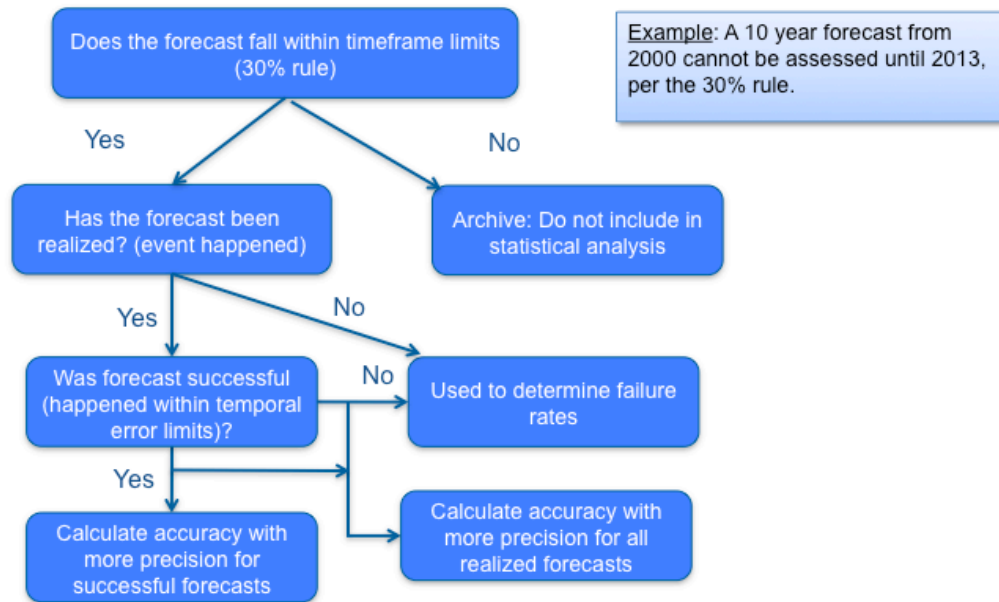 Does the forecast fall within timeframe limits
(30% rule)
Example: A 10 year forecast from
2000 cannot be assessed until 2013,
per the 30% rule.
Yes
No
Has the forecast been
realized? (event happened)
Archive: Do not include in
statistical analysis
Yes
No
Was forecast successful
(happened within temporal
error limits)?
No
Used to determine failure
rates
Yes
Calculate accuracy with
more precision for
successful forecasts
Calculate accuracy with
more precision for all
realized forecasts